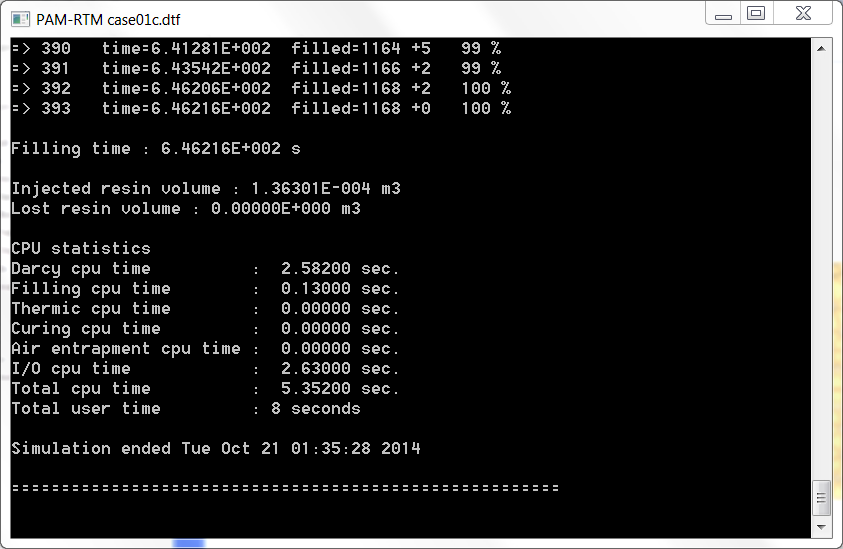 PAM-RTM case01c.dtf
=> 390   time=6.41281E+002  filled=1164 +5   99 %
=> 391   time=6.43542E+002  filled=1166 +2   99 %
=> 392   time=6.46206E+002  filled=1168 +2   100 %
=> 393   time=6.46216E+002  filled=1168 +0   100 %
Filling time : 6.46216E+002 s
Injected resin volume : 1.36301E-004 m3
Lost resin volume : 0.00000E+000 m3
CPU statistics
Darcy cpu time          :  2.58200 sec.
Filling cpu time        :  0.13000 sec.
Thermic cpu time        :  0.00000 sec.
Curing cpu time         :  0.00000 sec.
Air entrapment cpu time :  0.00000 sec.
I/O cpu time            :  2.63000 sec.
Total cpu time          :  5.35200 sec.
Total user time         : 8 seconds
Simulation ended Tue Oct 21 01:35:28 2014
=======================================================